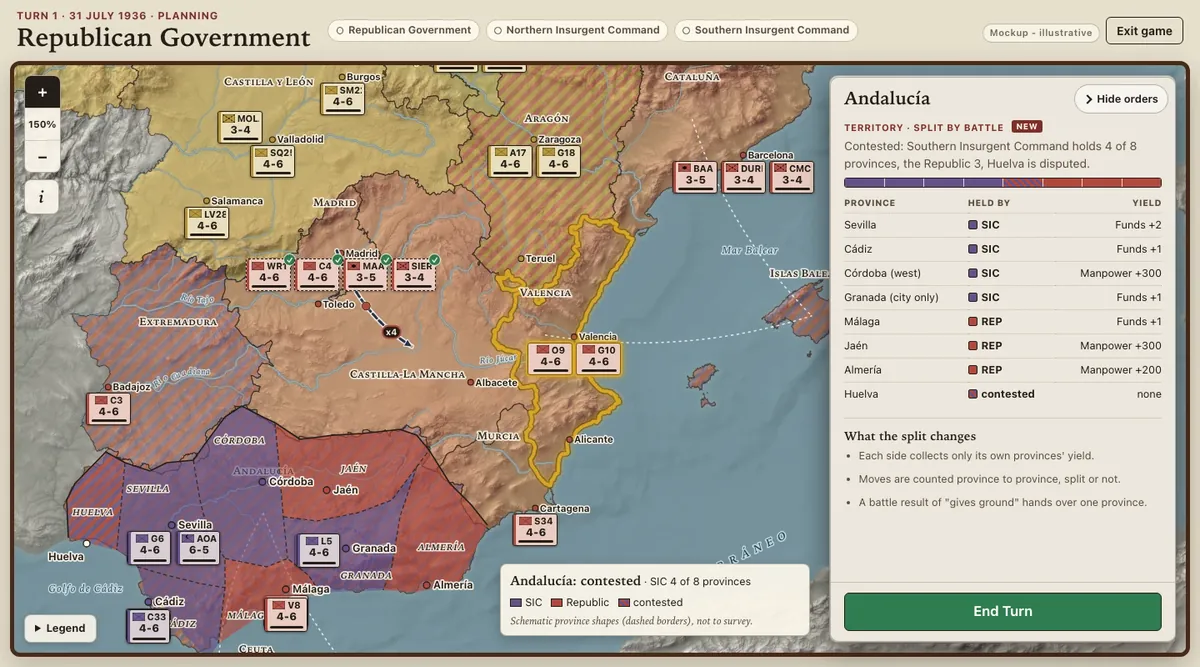 TURN 1 · 31 JULY 1936 · PLANNING
Republican Government
Republican Government
Northern Insurgent Command
Southern Insurgent Command
Mockup - illustrative
Exit game
+
150%
−
i
CASTILLA Y LEÓN
Burgos
SM2
4-6
MOL
3-4
Valladolid
SQ2
4-6
Salamanca
LV28
4-6
CATALUÑA
ARAGÓN
Zaragoza
A17
4-6
G18
4-6
Barcelona
BAA
3-5
DUR
3-4
CMC
3-4
MADRID
Madrid
WR1
4-6
C4
4-6
MAA
3-5
SIER
3-4
Toledo
x4
Teruel
VALENCIA
Valencia
O9
4-6
G10
4-6
Mar Balear
ISLAS BALE
Río Tajo
EXTREMADURA
Río Guadiana
Badajoz
C3
4-6
CASTILLA-LA MANCHA
Río Júcar
Albacete
MURCIA
Alicante
Cartagena
S34
4-6
CÓRDOBA
ANDALUCÍA
Córdoba
JAÉN
Jaén
SEVILLA
Sevilla
HUELVA
Huelva
G6
4-6
AOA
6-5
L5
4-6
Granada
GRANADA
ALMERÍA
Almería
Golfo de Cádiz
Cádiz
C33
4-6
ÁDIZ
MÁLAG
Málaga
V8
4-6
CEUTA
RÁNEO
Legend
Andalucía: contested · SIC 4 of 8 provinces
SIC
Republic
contested
Schematic province shapes (dashed borders), not to survey.
Andalucía
Hide orders
TERRITORY · SPLIT BY BATTLE
NEW
Contested: Southern Insurgent Command holds 4 of 8
provinces, the Republic 3, Huelva is disputed.
PROVINCE HELD BY YIELD
Sevilla SIC Funds +2
Cádiz SIC Funds +1
Córdoba (west) SIC Manpower +300
Granada (city only) SIC Funds +1
Málaga REP Funds +1
Jaén REP Manpower +300
Almería REP Manpower +200
Huelva contested none
What the split changes
• Each side collects only its own provinces' yield.
• Moves are counted province to province, split or not.
• A battle result of "gives ground" hands over one province.
End Turn